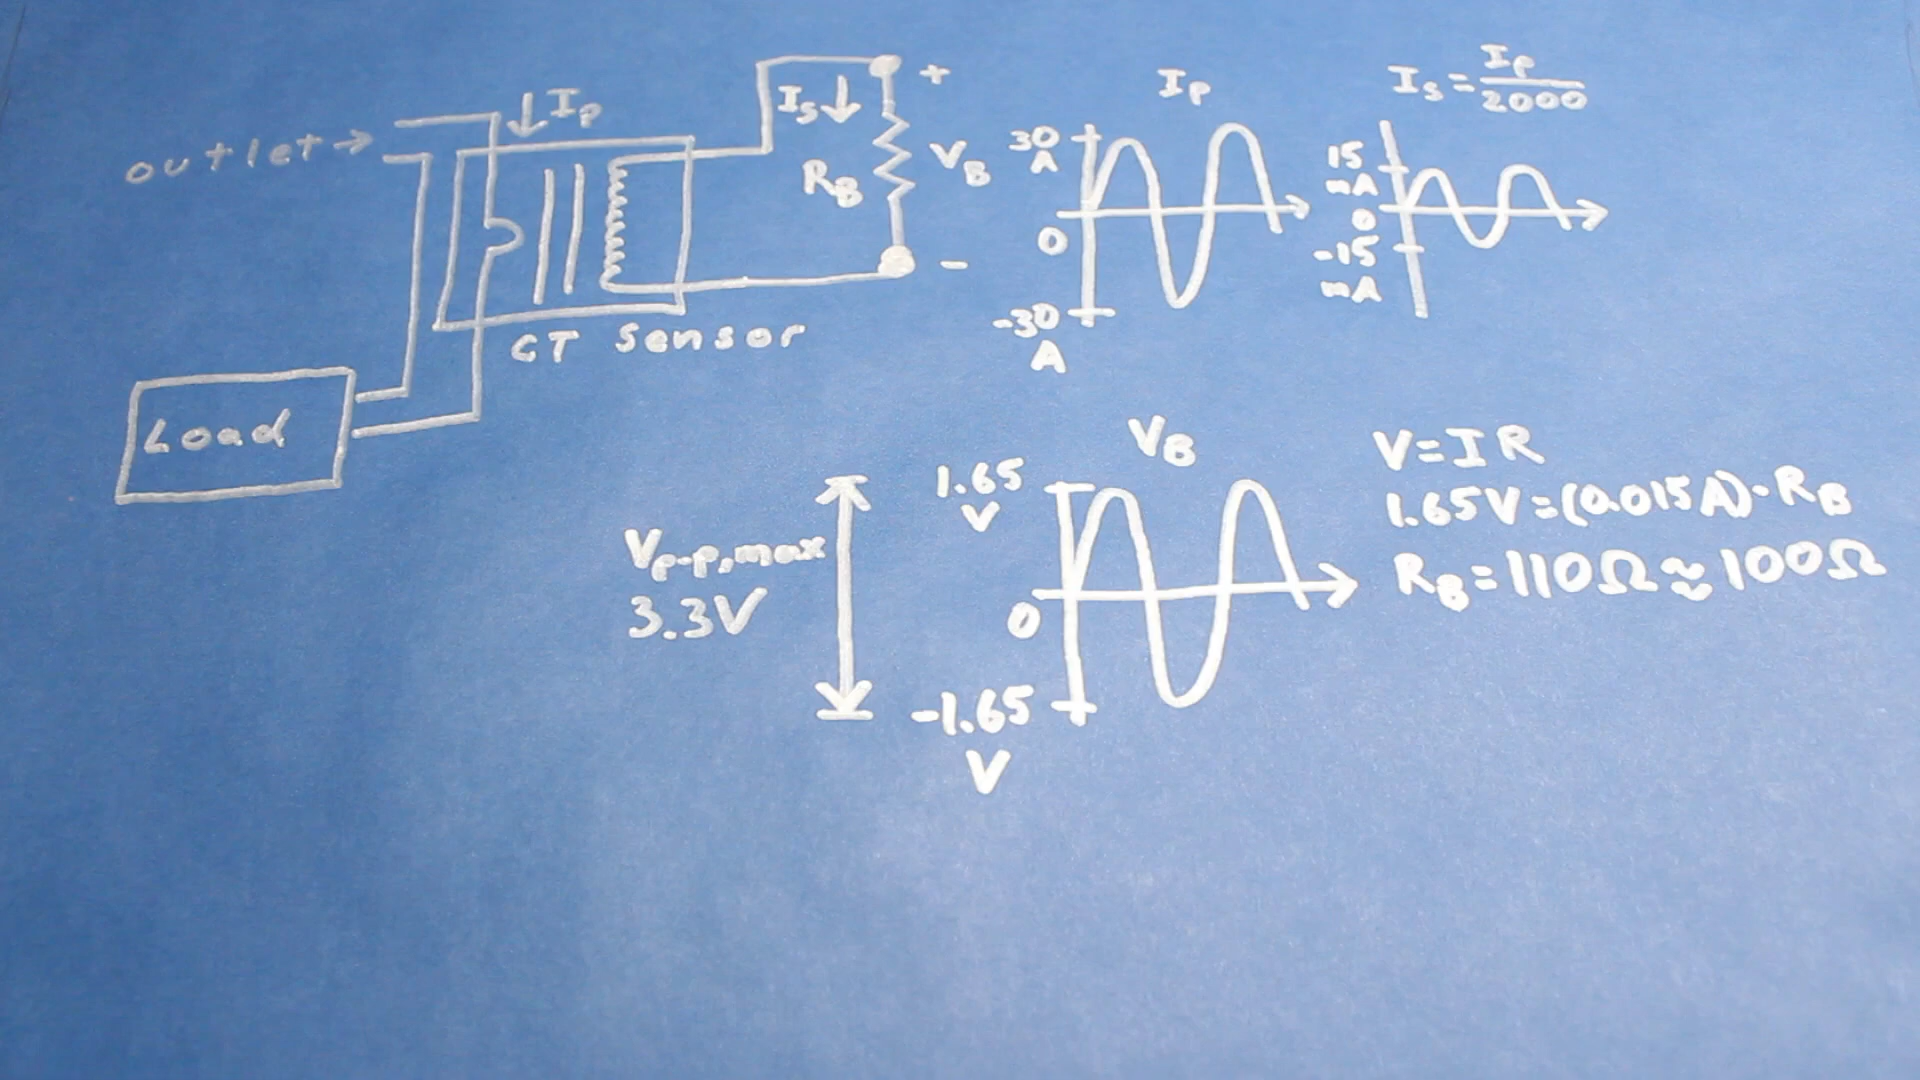 outlet →
↓ Ip
Is ↓
+
RB
VB
-
CT Sensor
Load
Ip
30
A
0
-30
A
Is = Ip/2000
15
mA
0
-15
mA
Vp-p,max
3.3V
VB
1.65
V
0
-1.65
V
V=IR
1.65V=(0.015A)·RB
RB=110Ω≈100Ω